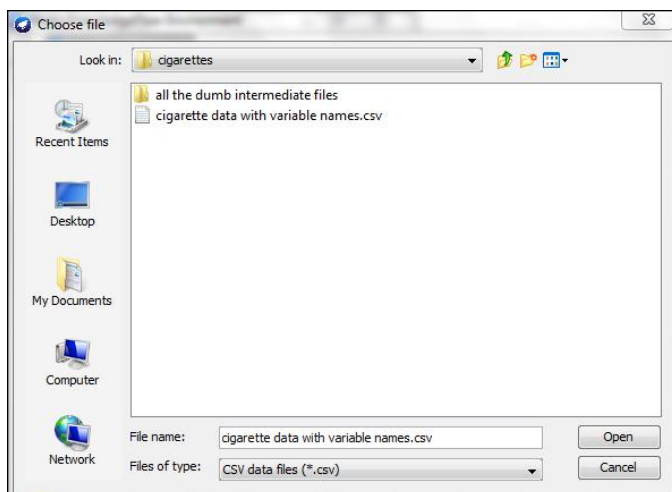 Choose file
Look in:
cigarettes
all the dumb intermediate files
cigarette data with variable names.csv
Recent Items
Desktop
My Documents
Computer
Network
File name:
cigarette data with variable names.csv
Open
Files of type:
CSV data files (*.csv)
Cancel